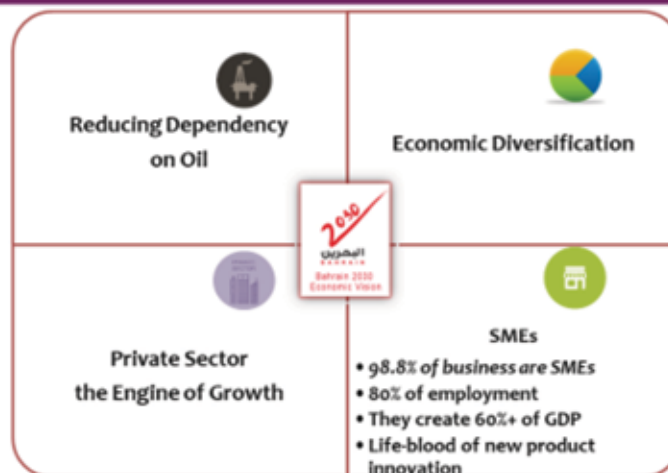 Reducing Dependency
on Oil
Economic Diversification
2030
البحرين
BAHRAIN
Bahrain 2030
Economic Vision
Private Sector
the Engine of Growth
SMEs
• 98.8% of business are SMEs
• 80% of employment
• They create 60%+ of GDP
• Life-blood of new product
innovation